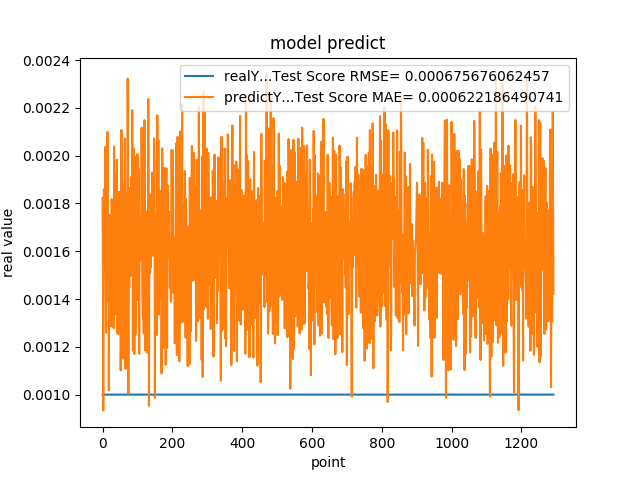 model predict
realY...Test Score RMSE= 0.000675676062457
predictY...Test Score MAE= 0.000622186490741
real value
0.0024
0.0022
0.0020
0.0018
0.0016
0.0014
0.0012
0.0010
0 200 400 600 800 1000 1200
point